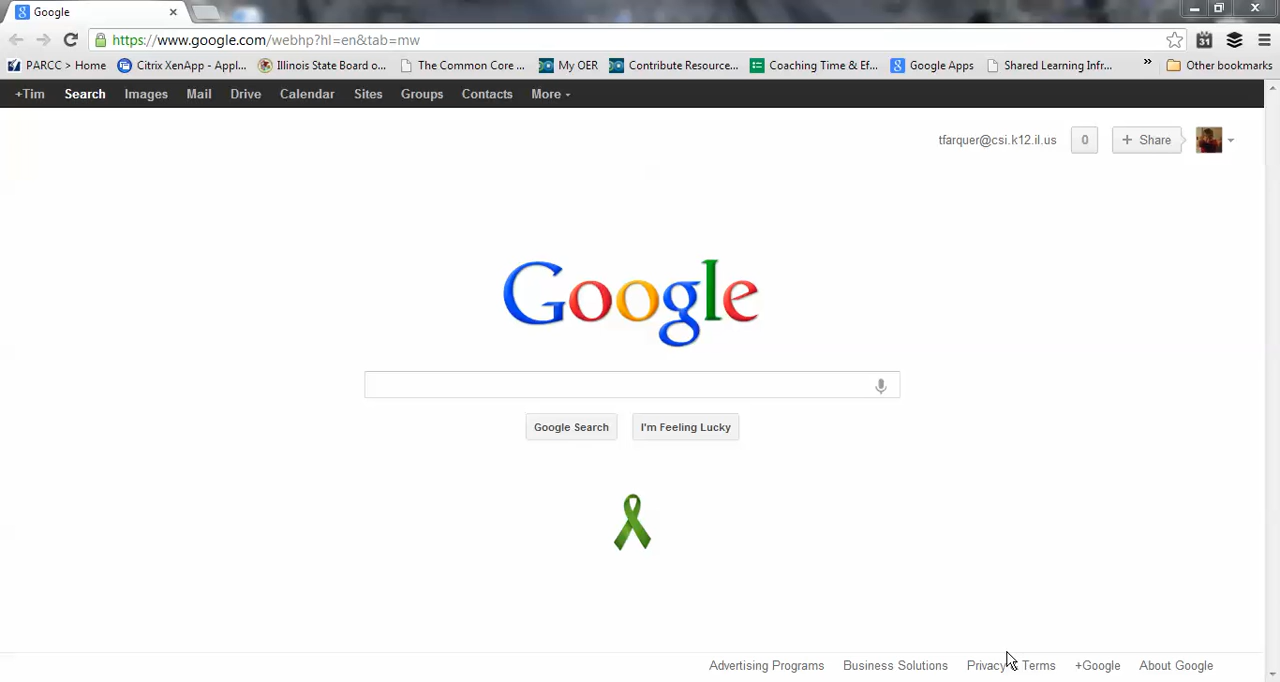 Google
https://www.google.com/webhp?hl=en&tab=mw
31
PARCC > Home Citrix XenApp - Appl... Illinois State Board o... The Common Core ... My OER Contribute Resource... Coaching Time & Ef... Google Apps Shared Learning Infr... » Other bookmarks
+Tim Search Images Mail Drive Calendar Sites Groups Contacts More
tfarquer@csi.k12.il.us 0 + Share
Google
Google Search I'm Feeling Lucky
Advertising Programs Business Solutions Privacy Terms +Google About Google